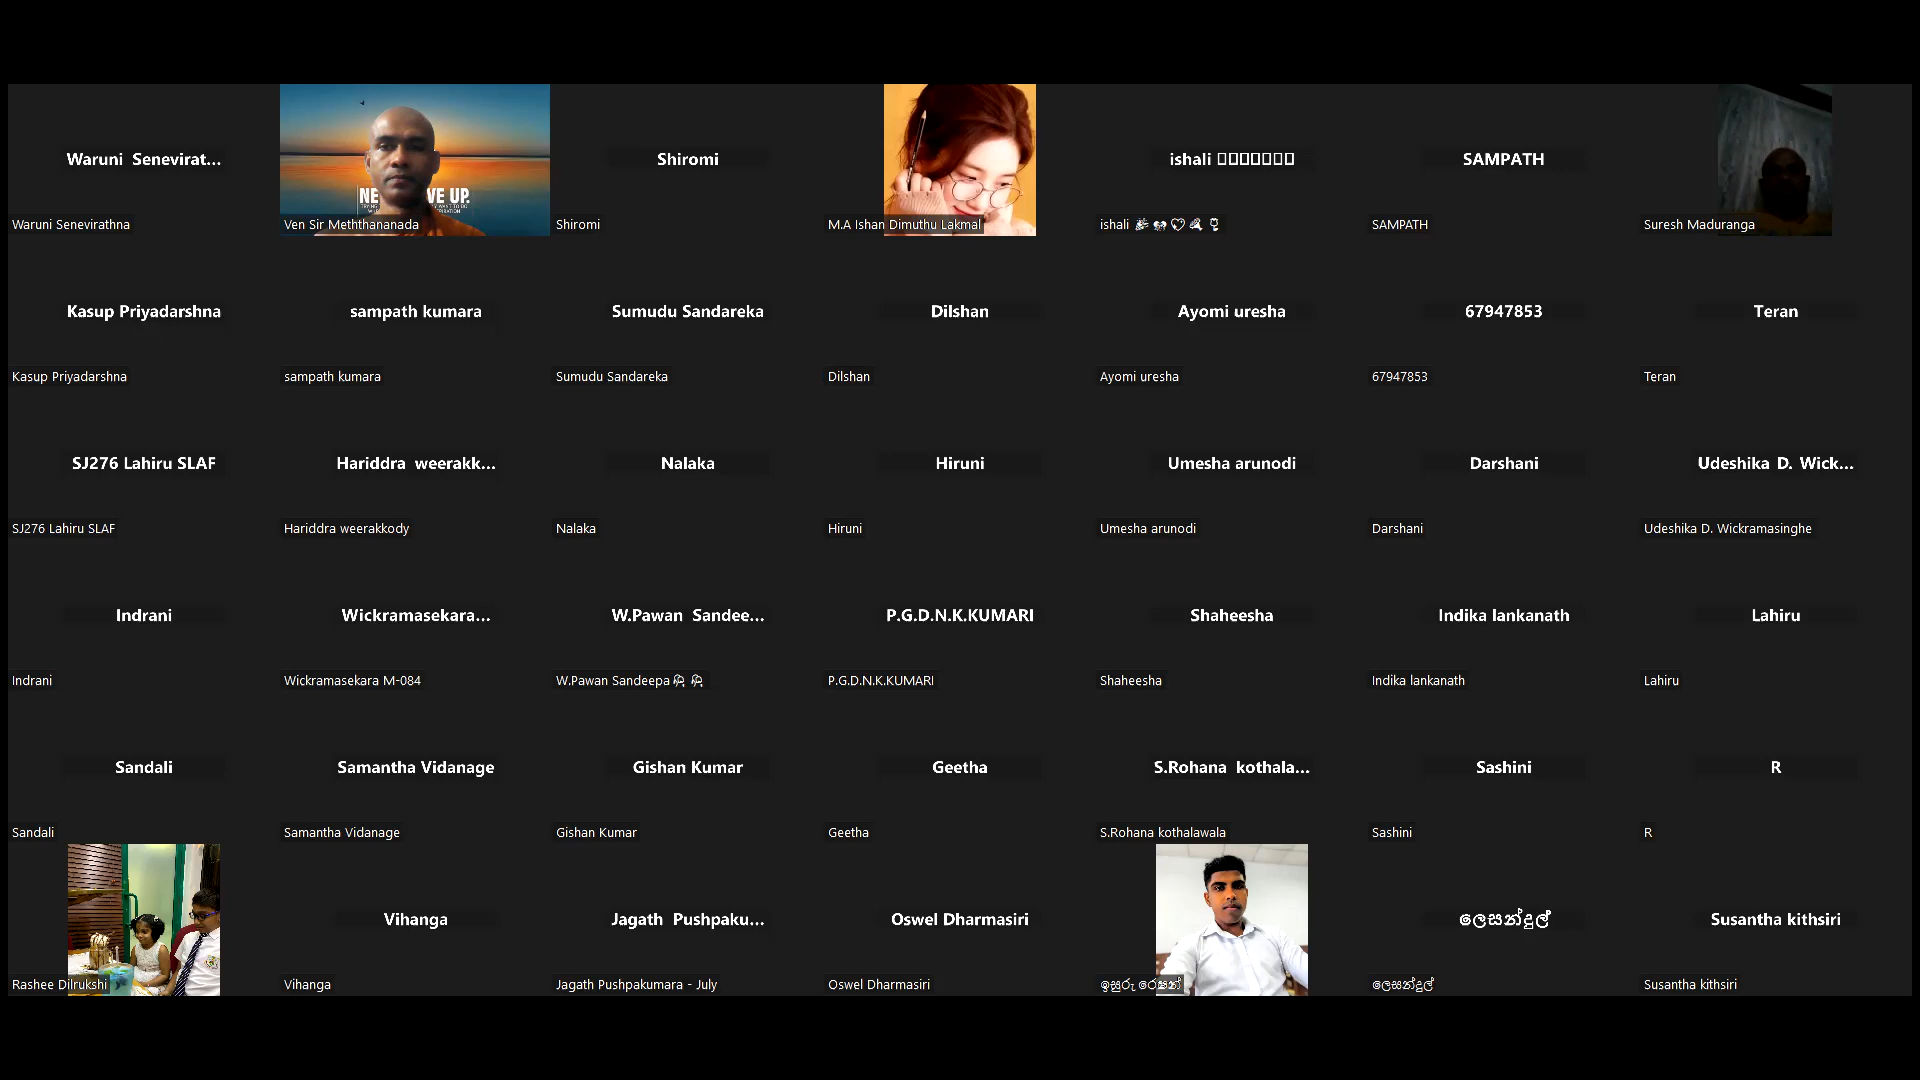 Waruni Senevirat...
Waruni Senevirathna
NE VE UP.
Ven Sir Meththananada
Shiromi
Shiromi
M.A Ishan Dimuthu Lakmal
ishali
ishali 🎉 👀 ♡
SAMPATH
SAMPATH
Suresh Maduranga
Kasup Priyadarshna
Kasup Priyadarshna
sampath kumara
sampath kumara
Sumudu Sandareka
Sumudu Sandareka
Dilshan
Dilshan
Ayomi uresha
Ayomi uresha
67947853
67947853
Teran
Teran
SJ276 Lahiru SLAF
SJ276 Lahiru SLAF
Hariddra weerakk...
Hariddra weerakkody
Nalaka
Nalaka
Hiruni
Hiruni
Umesha arunodi
Umesha arunodi
Darshani
Darshani
Udeshika D. Wick...
Udeshika D. Wickramasinghe
Indrani
Indrani
Wickramasekara...
Wickramasekara M-084
W.Pawan Sandee...
W.Pawan Sandeepa
P.G.D.N.K.KUMARI
P.G.D.N.K.KUMARI
Shaheesha
Shaheesha
Indika lankanath
Indika lankanath
Lahiru
Lahiru
Sandali
Sandali
Samantha Vidanage
Samantha Vidanage
Gishan Kumar
Gishan Kumar
Geetha
Geetha
S.Rohana kothala...
S.Rohana kothalawala
Sashini
Sashini
R
R
Rashee Dilrukshi
Vihanga
Vihanga
Jagath Pushpaku...
Jagath Pushpakumara - July
Oswel Dharmasiri
Oswel Dharmasiri
ඉසුරු රෙෂාන්
ලෙසන්දුල්
ලෙසන්දුල්
Susantha kithsiri
Susantha kithsiri